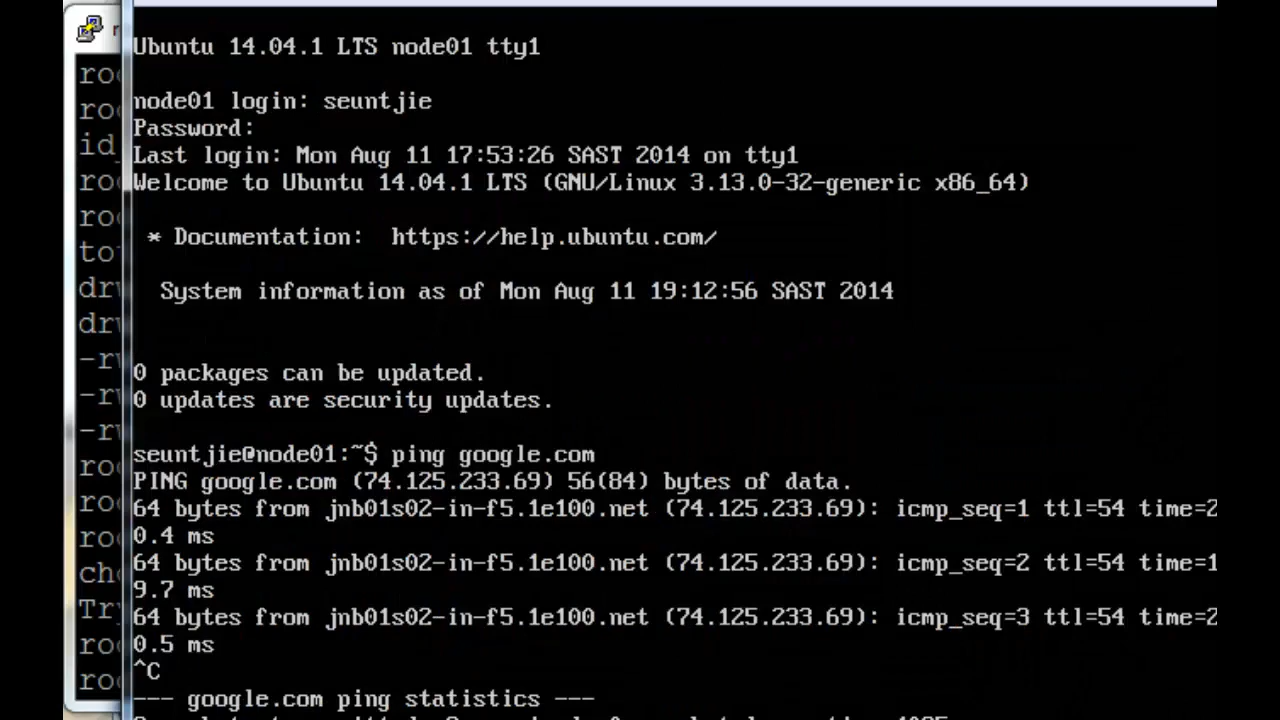 Ubuntu 14.04.1 LTS node01 tty1
node01 login: seuntjie
Password:
Last login: Mon Aug 11 17:53:26 SAST 2014 on tty1
Welcome to Ubuntu 14.04.1 LTS (GNU/Linux 3.13.0-32-generic x86_64)
* Documentation:  https://help.ubuntu.com/
System information as of Mon Aug 11 19:12:56 SAST 2014
0 packages can be updated.
0 updates are security updates.
seuntjie@node01:~$ ping google.com
PING google.com (74.125.233.69) 56(84) bytes of data.
64 bytes from jnb01s02-in-f5.1e100.net (74.125.233.69): icmp_seq=1 ttl=54 time=2
0.4 ms
64 bytes from jnb01s02-in-f5.1e100.net (74.125.233.69): icmp_seq=2 ttl=54 time=1
9.7 ms
64 bytes from jnb01s02-in-f5.1e100.net (74.125.233.69): icmp_seq=3 ttl=54 time=2
0.5 ms
^C
--- google.com ping statistics ---